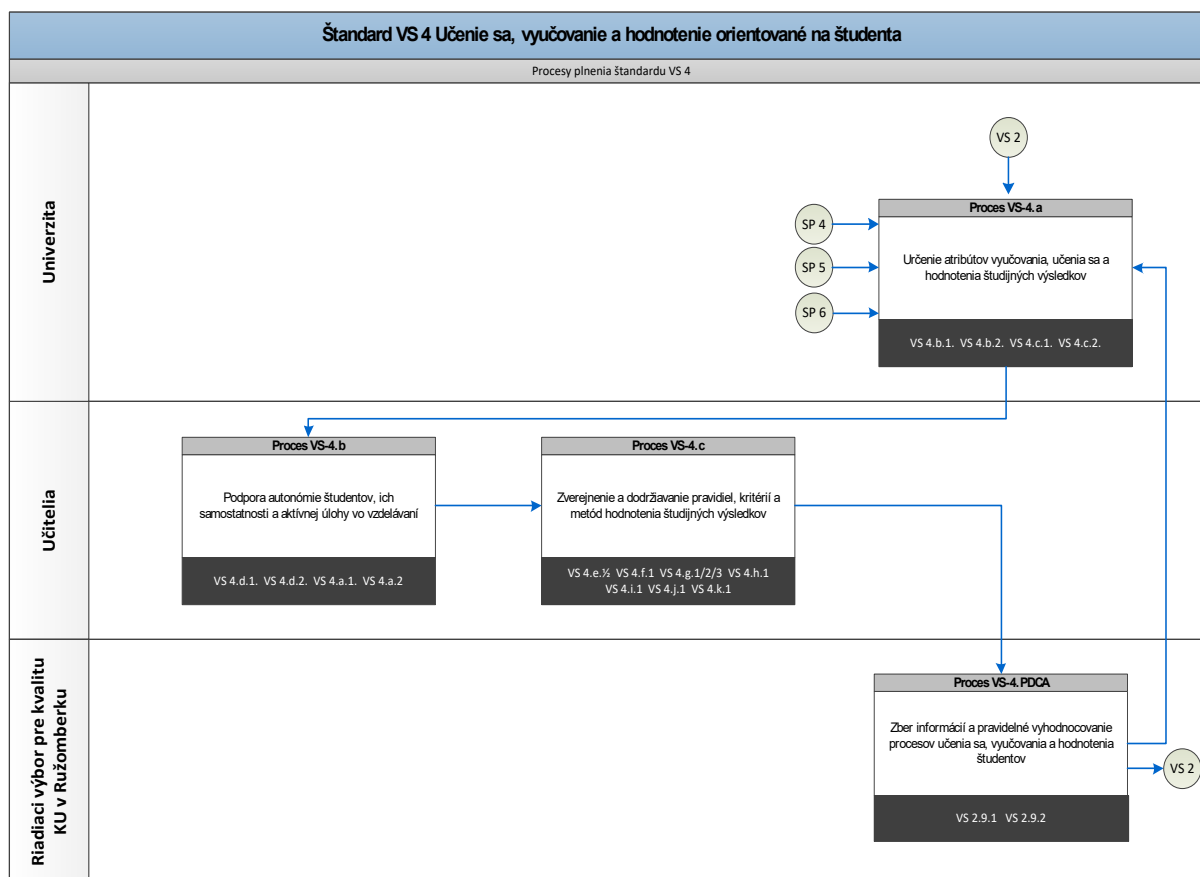 Štandard VS 4 Učenie sa, vyučovanie a hodnotenie orientované na študenta
Procesy plnenia štandardu VS 4
Univerzita
VS 2
SP 4
SP 5
SP 6
Proces VS-4.a
Určenie atribútov vyučovania, učenia sa a
hodnotenia študijných výsledkov
VS 4.b.1. VS 4.b.2. VS 4.c.1. VS 4.c.2.
Učitelia
Proces VS-4.b
Podpora autonómie študentov, ich
samostatnosti a aktívnej úlohy vo vzdelávaní
VS 4.d.1. VS 4.d.2. VS 4.a.1. VS 4.a.2
Proces VS-4.c
Zverejnenie a dodržiavanie pravidiel, kritérií a
metód hodnotenia študijných výsledkov
VS 4.e.½ VS 4.f.1 VS 4.g.1/2/3 VS 4.h.1
VS 4.i.1 VS 4.j.1 VS 4.k.1
Riadiaci výbor pre kvalitu
KU v Ružomberku
Proces VS-4.PDCA
Zber informácií a pravidelné vyhodnocovanie
procesov učenia sa, vyučovania a hodnotenia
študentov
VS 2.9.1 VS 2.9.2
VS 2